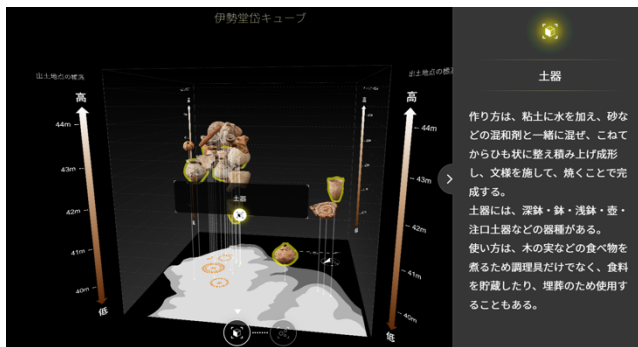 伊勢堂岱キューブ
出土地点の標高
高
44m
43m
42m
41m
40m
低
土器
出土地点の標高
高
44m
43m
42m
41m
40m
低
土器
作り方は、粘土に水を加え、砂な
どの混和剤と一緒に混ぜ、こねて
からひも状に整え積み上げ成形
し、文様を施して、焼くことで完
成する。
土器には、深鉢・鉢・浅鉢・壺・
注口土器などの器種がある。
使い方は、木の実などの食べ物を
煮るため調理具だけでなく、食料
を貯蔵したり、埋葬のため使用す
ることもある。